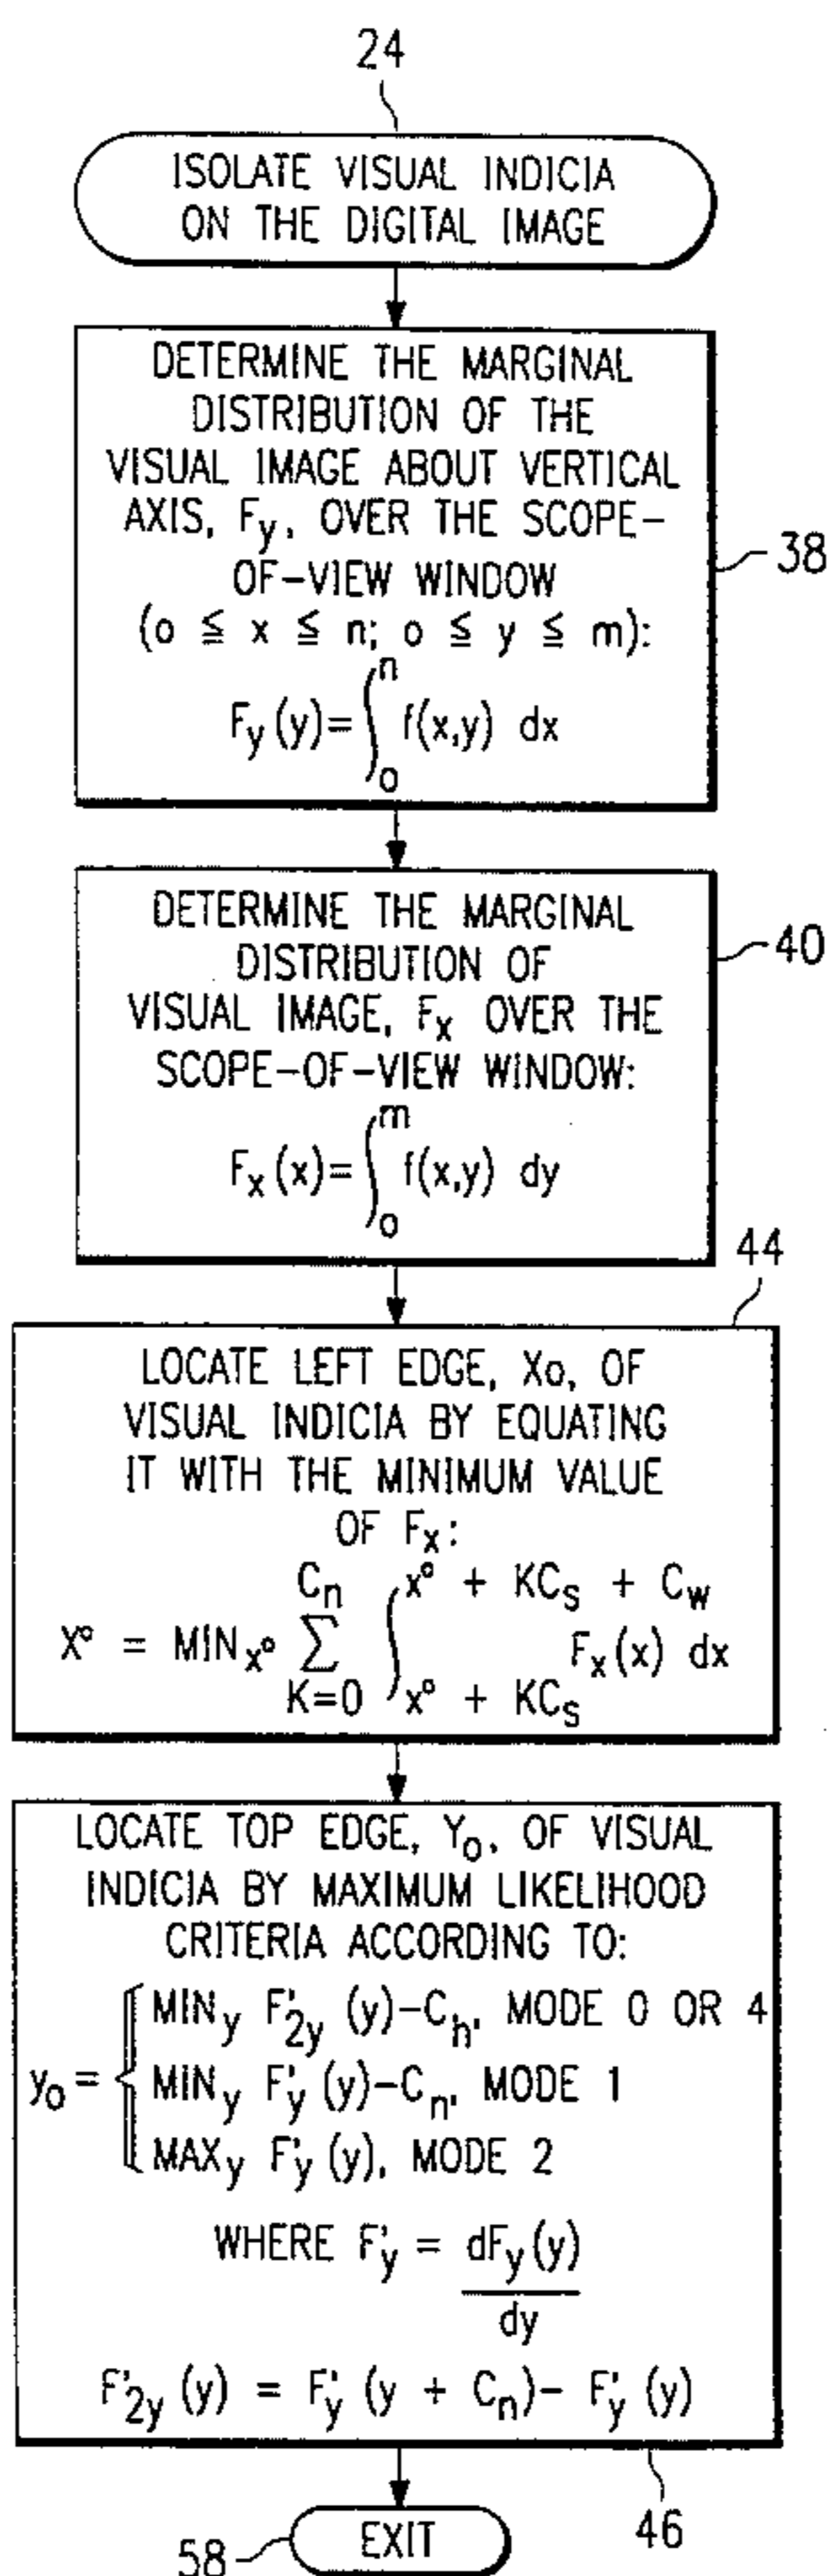 24
ISOLATE VISUAL INDICIA
ON THE DIGITAL IMAGE
DETERMINE THE MARGINAL
DISTRIBUTION OF THE
VISUAL IMAGE ABOUT VERTICAL
AXIS, Fy, OVER THE SCOPE–
OF–VIEW WINDOW
(o ≦ x ≦ n; o ≦ y ≦ m):
Fy(y)=∫ₒⁿ f(x,y) dx
38
DETERMINE THE MARGINAL
DISTRIBUTION OF
VISUAL IMAGE, Fx OVER THE
SCOPE–OF–VIEW WINDOW:
Fx(x)=∫ₒᵐ f(x,y) dy
40
44
LOCATE LEFT EDGE, Xo, OF
VISUAL INDICIA BY EQUATING
IT WITH THE MINIMUM VALUE
OF Fx:
Cn x° + KCs + Cw
X° = MINx° ∑ ∫ Fx(x) dx
K=0 x° + KCs
LOCATE TOP EDGE, Yo, OF VISUAL
INDICIA BY MAXIMUM LIKELIHOOD
CRITERIA ACCORDING TO:
MINy F'2y (y)–Ch, MODE 0 OR 4
yo = { MINy F'y (y)–Cn, MODE 1
MAXy F'y (y), MODE 2
WHERE F'y = dFy(y)
dy
F'2y (y) = F'y (y + Cn)– F'y (y)
46
EXIT
58